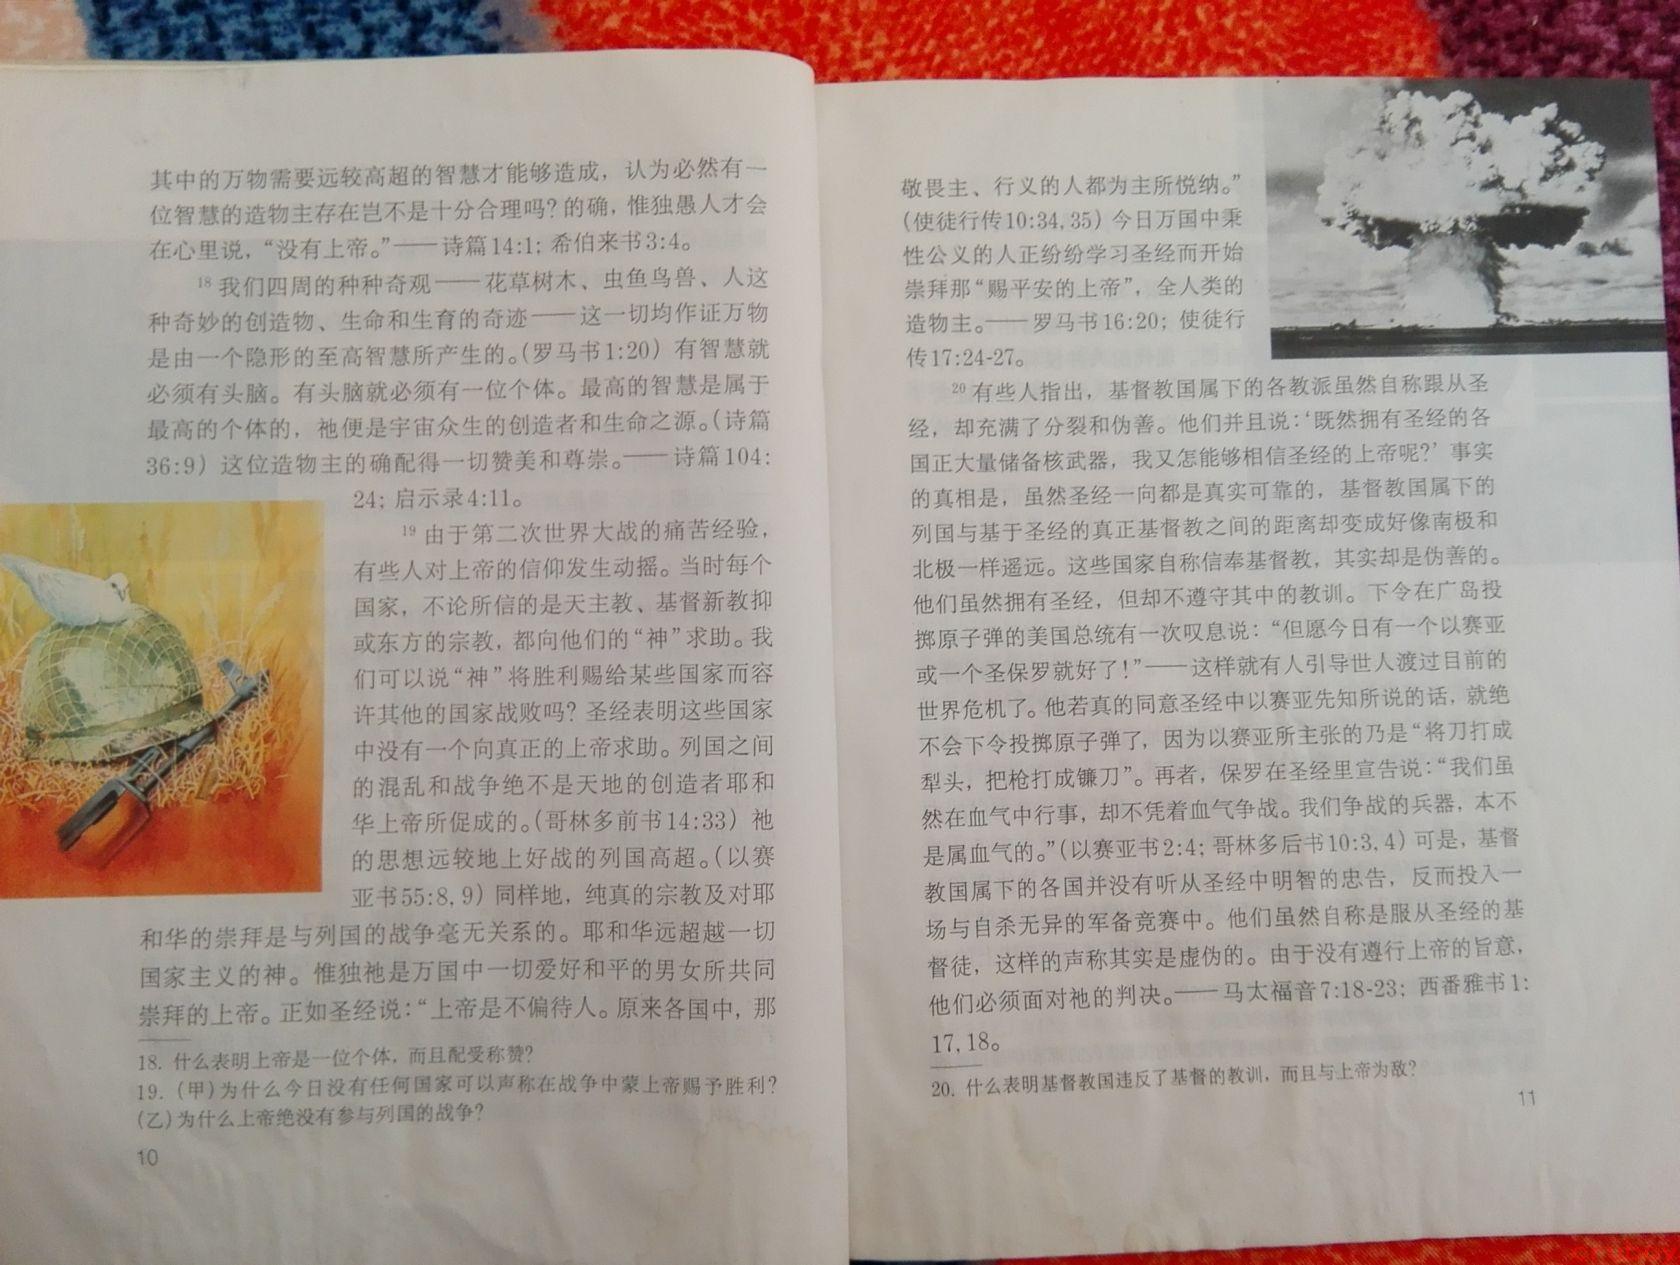 其中的万物需要远较高超的智慧才能够造成，认为必然有一
位智慧的造物主存在岂不是十分合理吗？的确，惟独愚人才会
在心里说，“没有上帝。”——诗篇14:1；希伯来书3:4。
18 我们四周的种种奇观——花草树木、虫鱼鸟兽、人这
种奇妙的创造物、生命和生育的奇迹——这一切均作证万物
是由一个隐形的至高智慧所产生的。（罗马书1:20）有智慧就
必须有头脑。有头脑就必须有一位个体。最高的智慧是属于
最高的个体的，祂便是宇宙众生的创造者和生命之源。（诗篇
36:9）这位造物主的确配得一切赞美和尊崇。——诗篇104:
24；启示录4:11。
19 由于第二次世界大战的痛苦经验，
有些人对上帝的信仰发生动摇。当时每个
国家，不论所信的是天主教、基督新教抑
或东方的宗教，都向他们的“神”求助。我
们可以说“神”将胜利赐给某些国家而容
许其他的国家战败吗？圣经表明这些国家
中没有一个向真正的上帝求助。列国之间
的混乱和战争绝不是天地的创造者耶和
华上帝所促成的。（哥林多前书14:33）祂
的思想远较地上好战的列国高超。（以赛
亚书55:8,9）同样地，纯真的宗教及对耶
和华的崇拜是与列国的战争毫无关系的。耶和华远超越一切
国家主义的神。惟独祂是万国中一切爱好和平的男女所共同
崇拜的上帝。正如圣经说：“上帝是不偏待人。原来各国中，那
18. 什么表明上帝是一位个体，而且配受称赞？
19.（甲）为什么今日没有任何国家可以声称在战争中蒙上帝赐予胜利？
（乙）为什么上帝绝没有参与列国的战争？
10
敬畏主、行义的人都为主所悦纳。”
（使徒行传10:34,35）今日万国中秉
性公义的人正纷纷学习圣经而开始
崇拜那“赐平安的上帝”，全人类的
造物主。——罗马书16:20；使徒行
传17:24-27。
20 有些人指出，基督教国属下的各教派虽然自称跟从圣
经，却充满了分裂和伪善。他们并且说：‘既然拥有圣经的各
国正大量储备核武器，我又怎能够相信圣经的上帝呢？’事实
的真相是，虽然圣经一向都是真实可靠的，基督教国属下的
列国与基于圣经的真正基督教之间的距离却变成好像南极和
北极一样遥远。这些国家自称信奉基督教，其实却是伪善的。
他们虽然拥有圣经，但却不遵守其中的教训。下令在广岛投
掷原子弹的美国总统有一次叹息说：“但愿今日有一个以赛亚
或一个圣保罗就好了！”——这样就有人引导世人渡过目前的
世界危机了。他若真的同意圣经中以赛亚先知所说的话，就绝
不会下令投掷原子弹了，因为以赛亚所主张的乃是“将刀打成
犁头，把枪打成镰刀”。再者，保罗在圣经里宣告说：“我们虽
然在血气中行事，却不凭着血气争战。我们争战的兵器，本不
是属血气的。”（以赛亚书2:4；哥林多后书10:3,4）可是，基督
教国属下的各国并没有听从圣经中明智的忠告，反而投入一
场与自杀无异的军备竞赛中。他们虽然自称是服从圣经的基
督徒，这样的声称其实是虚伪的。由于没有遵行上帝的旨意，
他们必须面对祂的判决。——马太福音7:18-23；西番雅书1:
17,18。
20. 什么表明基督教国违反了基督的教训，而且与上帝为敌？
11